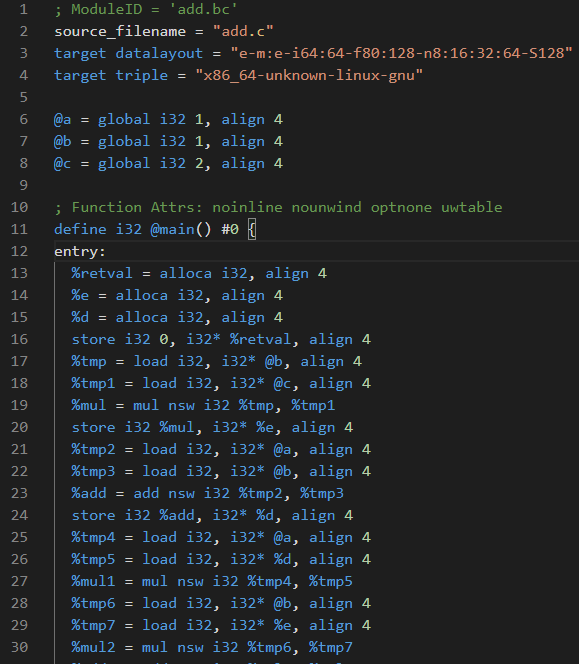 1 ; ModuleID = 'add.bc'
2 source_filename = "add.c"
3 target datalayout = "e-m:e-i64:64-f80:128-n8:16:32:64-S128"
4 target triple = "x86_64-unknown-linux-gnu"
5
6 @a = global i32 1, align 4
7 @b = global i32 1, align 4
8 @c = global i32 2, align 4
9
10 ; Function Attrs: noinline nounwind optnone uwtable
11 define i32 @main() #0 {
12 entry:
13 %retval = alloca i32, align 4
14 %e = alloca i32, align 4
15 %d = alloca i32, align 4
16 store i32 0, i32* %retval, align 4
17 %tmp = load i32, i32* @b, align 4
18 %tmp1 = load i32, i32* @c, align 4
19 %mul = mul nsw i32 %tmp, %tmp1
20 store i32 %mul, i32* %e, align 4
21 %tmp2 = load i32, i32* @a, align 4
22 %tmp3 = load i32, i32* @b, align 4
23 %add = add nsw i32 %tmp2, %tmp3
24 store i32 %add, i32* %d, align 4
25 %tmp4 = load i32, i32* @a, align 4
26 %tmp5 = load i32, i32* %d, align 4
27 %mul1 = mul nsw i32 %tmp4, %tmp5
28 %tmp6 = load i32, i32* @b, align 4
29 %tmp7 = load i32, i32* %e, align 4
30 %mul2 = mul nsw i32 %tmp6, %tmp7